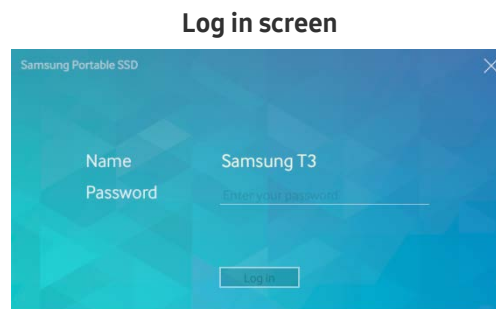 Log in screen
Samsung Portable SSD
Name Samsung T3
Password Enter your password
Log in